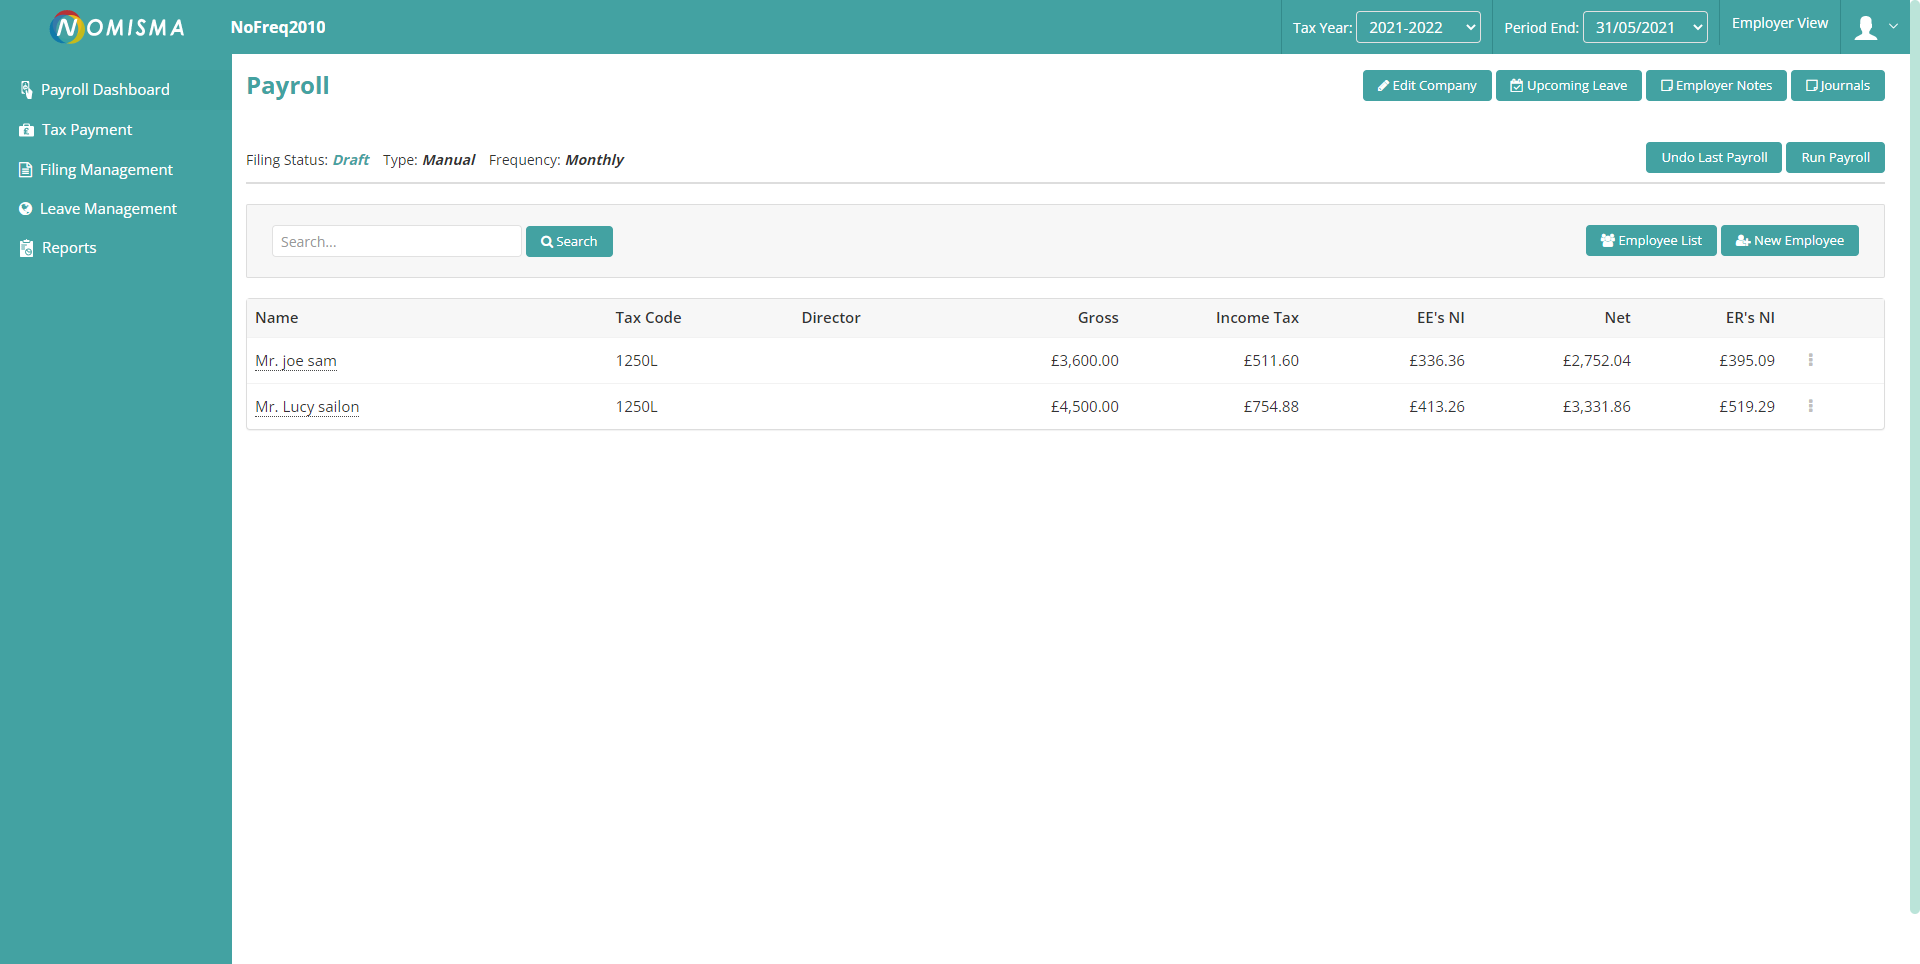 NOMISMA NoFreq2010 Tax Year: 2021-2022 Period End: 31/05/2021 Employer View
Payroll Dashboard
Tax Payment
Filing Management
Leave Management
Reports
Payroll Edit Company Upcoming Leave Employer Notes Journals
Filing Status: Draft Type: Manual Frequency: Monthly Undo Last Payroll Run Payroll
Search... Search Employee List New Employee
Name Tax Code Director Gross Income Tax EE's NI Net ER's NI
Mr. joe sam 1250L £3,600.00 £511.60 £336.36 £2,752.04 £395.09
Mr. Lucy sailon 1250L £4,500.00 £754.88 £413.26 £3,331.86 £519.29